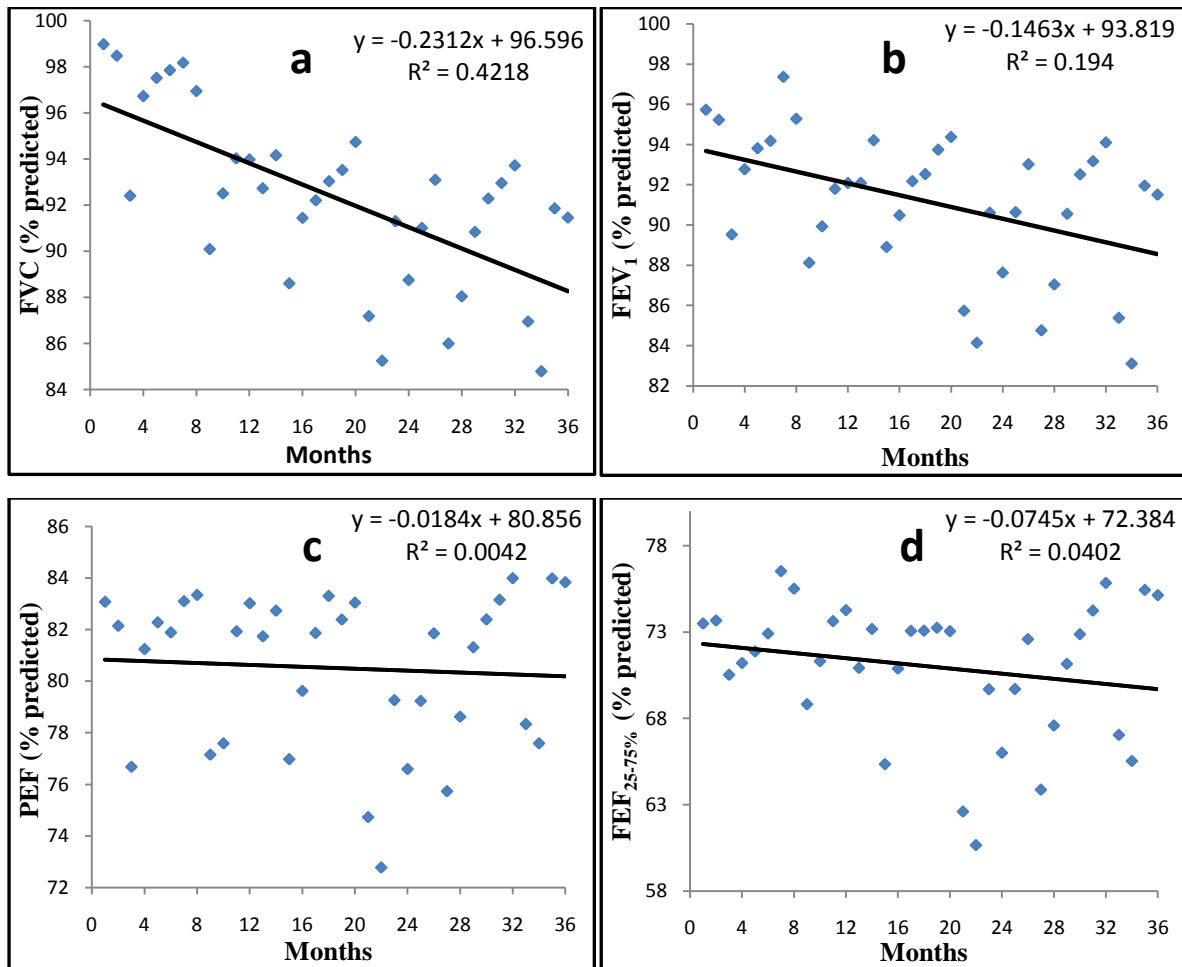 a
y = -0.2312x + 96.596
R² = 0.4218
FVC (% predicted)
100
98
96
94
92
90
88
86
84
0 4 8 12 16 20 24 28 32 36
Months
b
y = -0.1463x + 93.819
R² = 0.194
FEV₁ (% predicted)
100
98
96
94
92
90
88
86
84
82
0 4 8 12 16 20 24 28 32 36
Months
c
y = -0.0184x + 80.856
R² = 0.0042
PEF (% predicted)
86
84
82
80
78
76
74
72
0 4 8 12 16 20 24 28 32 36
Months
d
y = -0.0745x + 72.384
R² = 0.0402
FEF₂₅₋₇₅% (% predicted)
78
73
68
63
58
0 4 8 12 16 20 24 28 32 36
Months